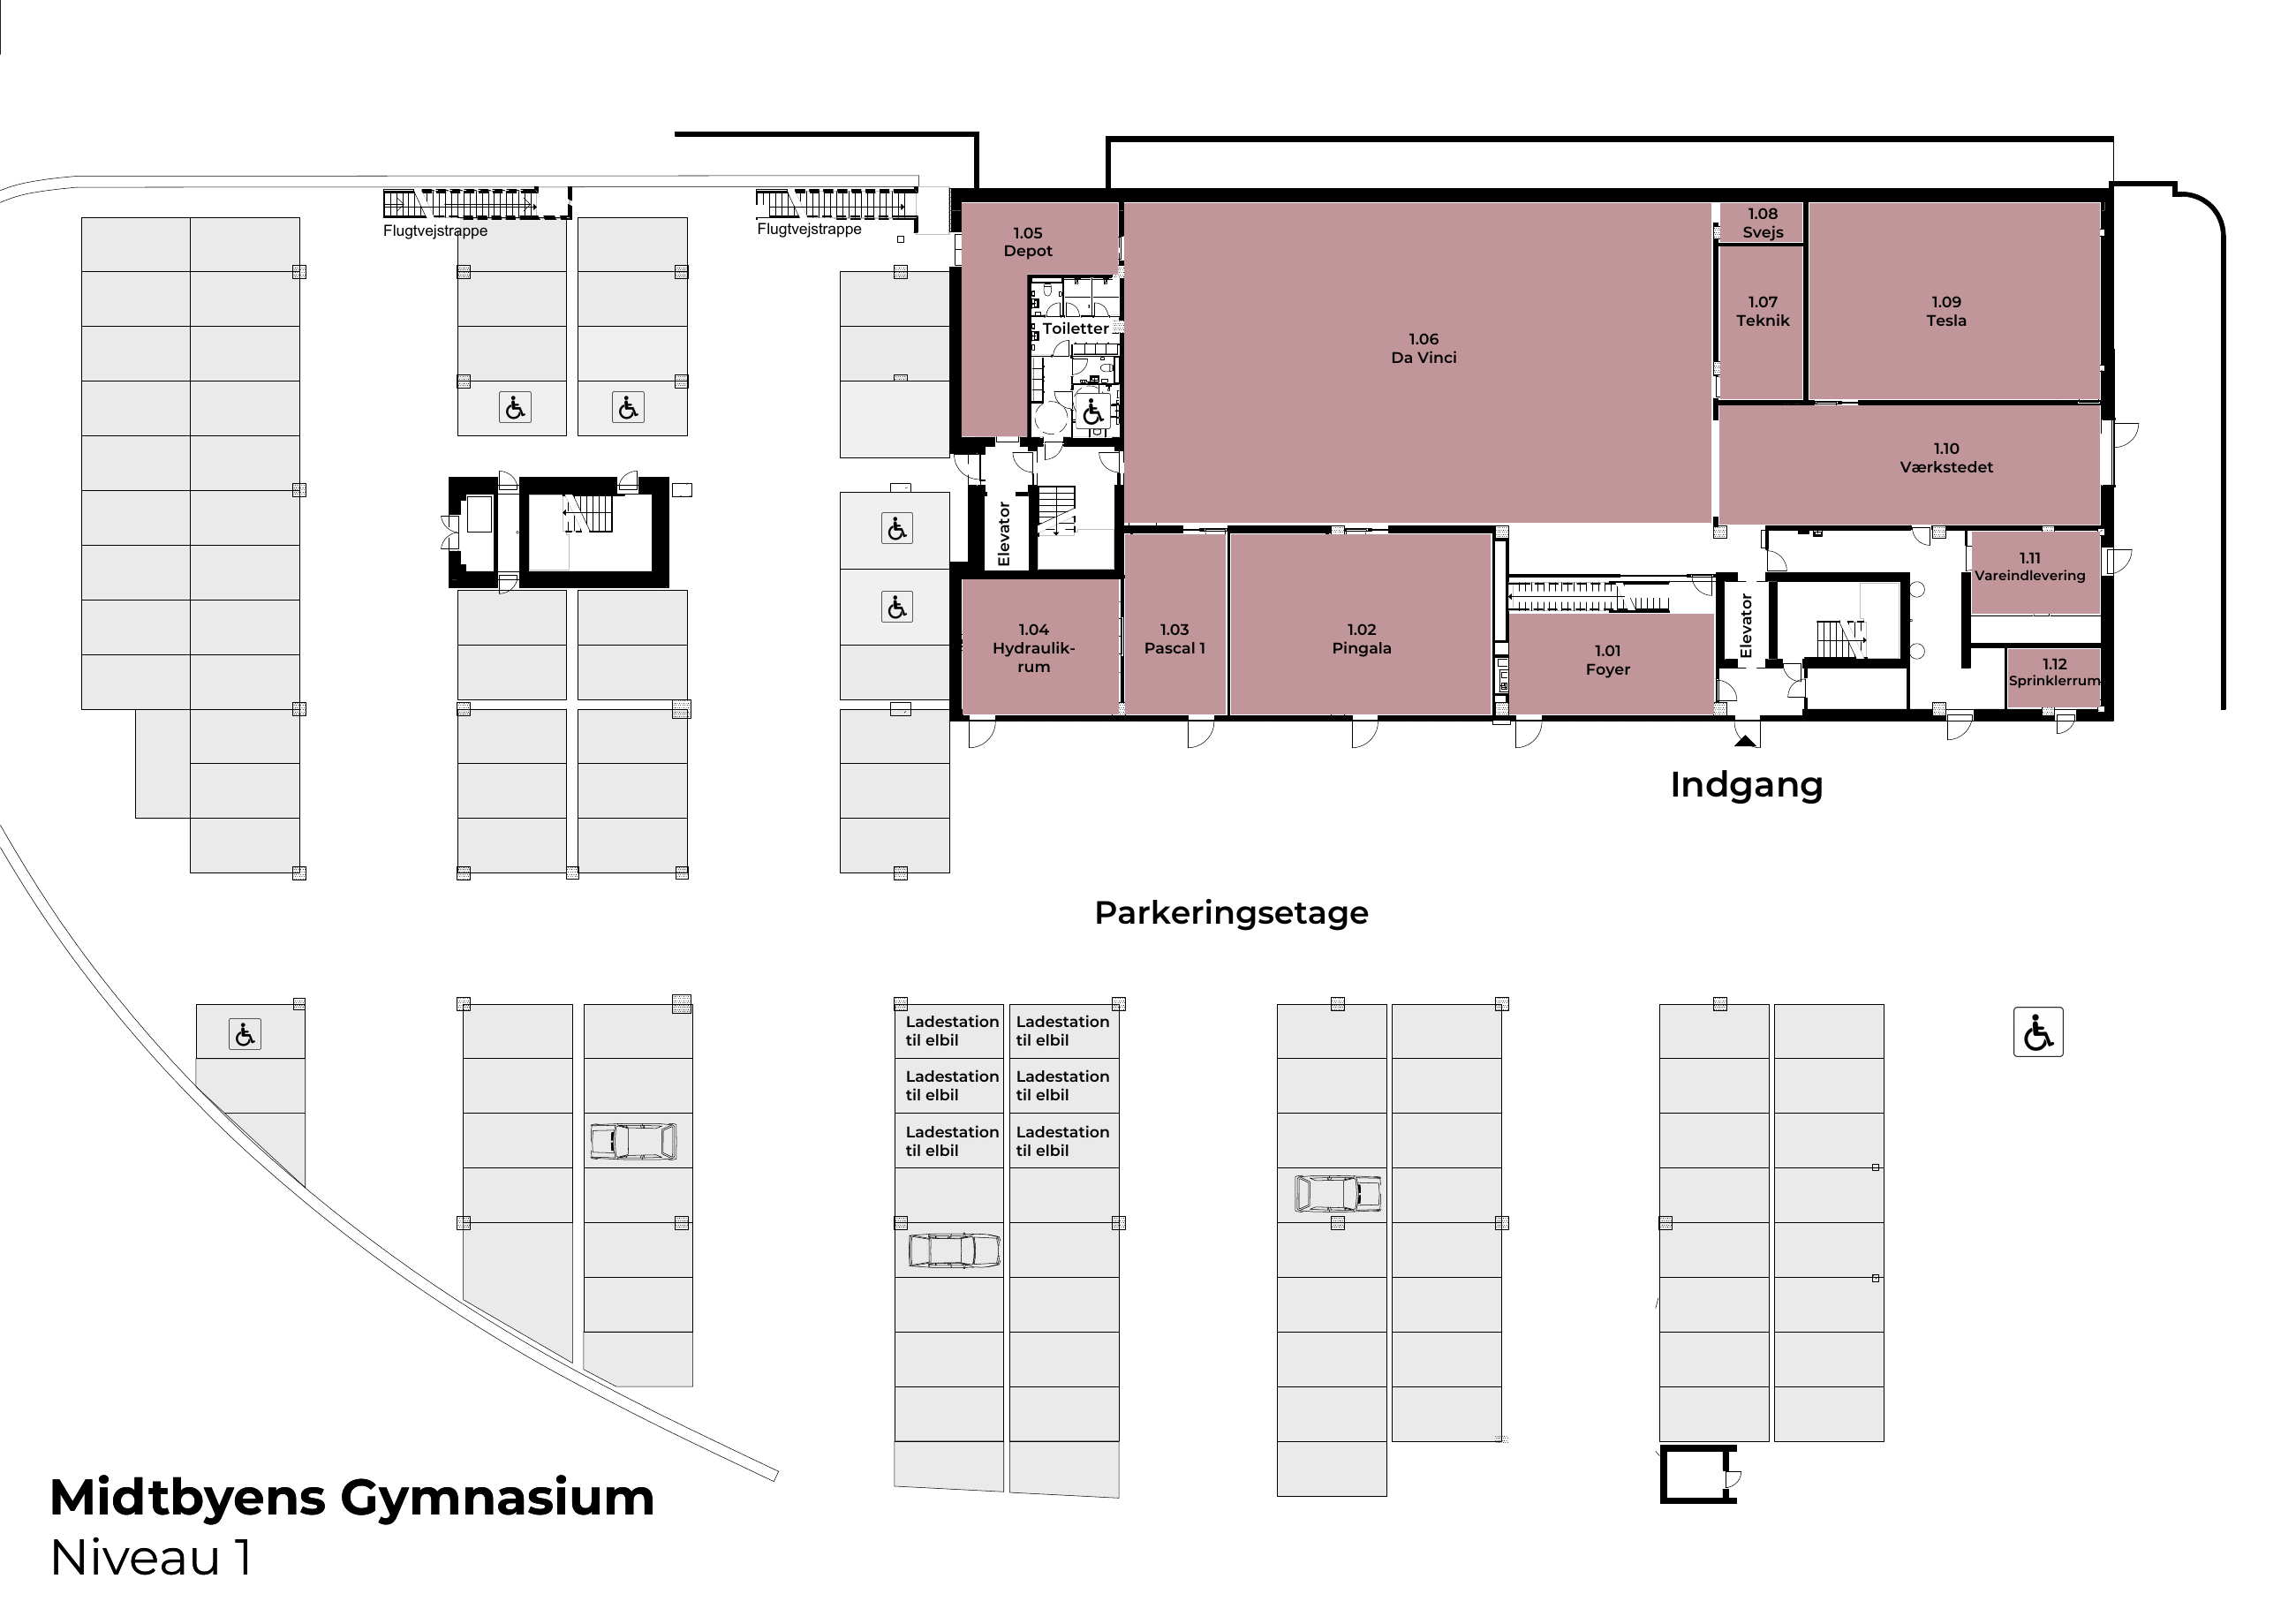 Flugtvejstrappe
Flugtvejstrappe
1.05
Depot
Toiletter
1.06
Da Vinci
1.08
Svejs
1.07
Teknik
1.09
Tesla
1.10
Værkstedet
Elevator
1.04
Hydraulik-
rum
1.03
Pascal 1
1.02
Pingala
1.01
Foyer
Elevator
1.11
Vareindlevering
1.12
Sprinklerrum
Indgang
Parkeringsetage
Ladestation
til elbil
Ladestation
til elbil
Ladestation
til elbil
Ladestation
til elbil
Ladestation
til elbil
Ladestation
til elbil
Midtbyens Gymnasium
Niveau 1